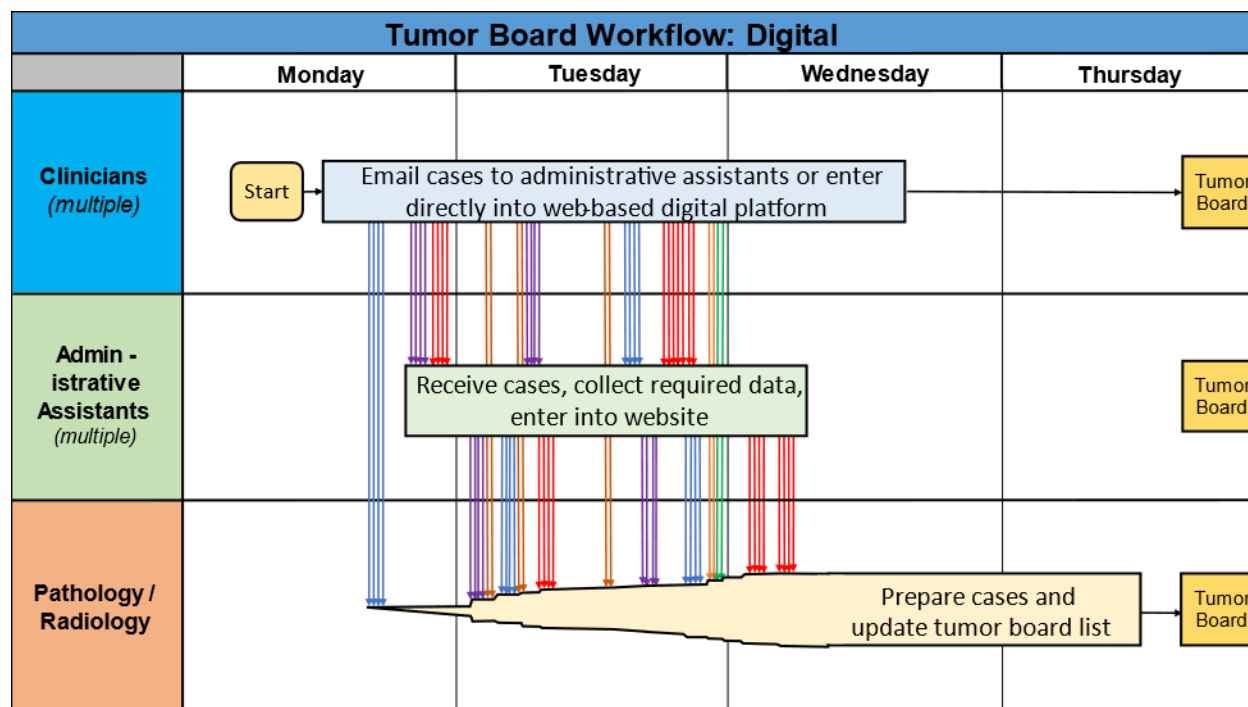 Tumor Board Workflow: Digital
Monday
Tuesday
Wednesday
Thursday
Clinicians
(multiple)
Start
Email cases to administrative assistants or enter
directly into web-based digital platform
Tumor
Board
Admin -
istrative
Assistants
(multiple)
Receive cases, collect required data,
enter into website
Tumor
Board
Pathology /
Radiology
Prepare cases and
update tumor board list
Tumor
Board